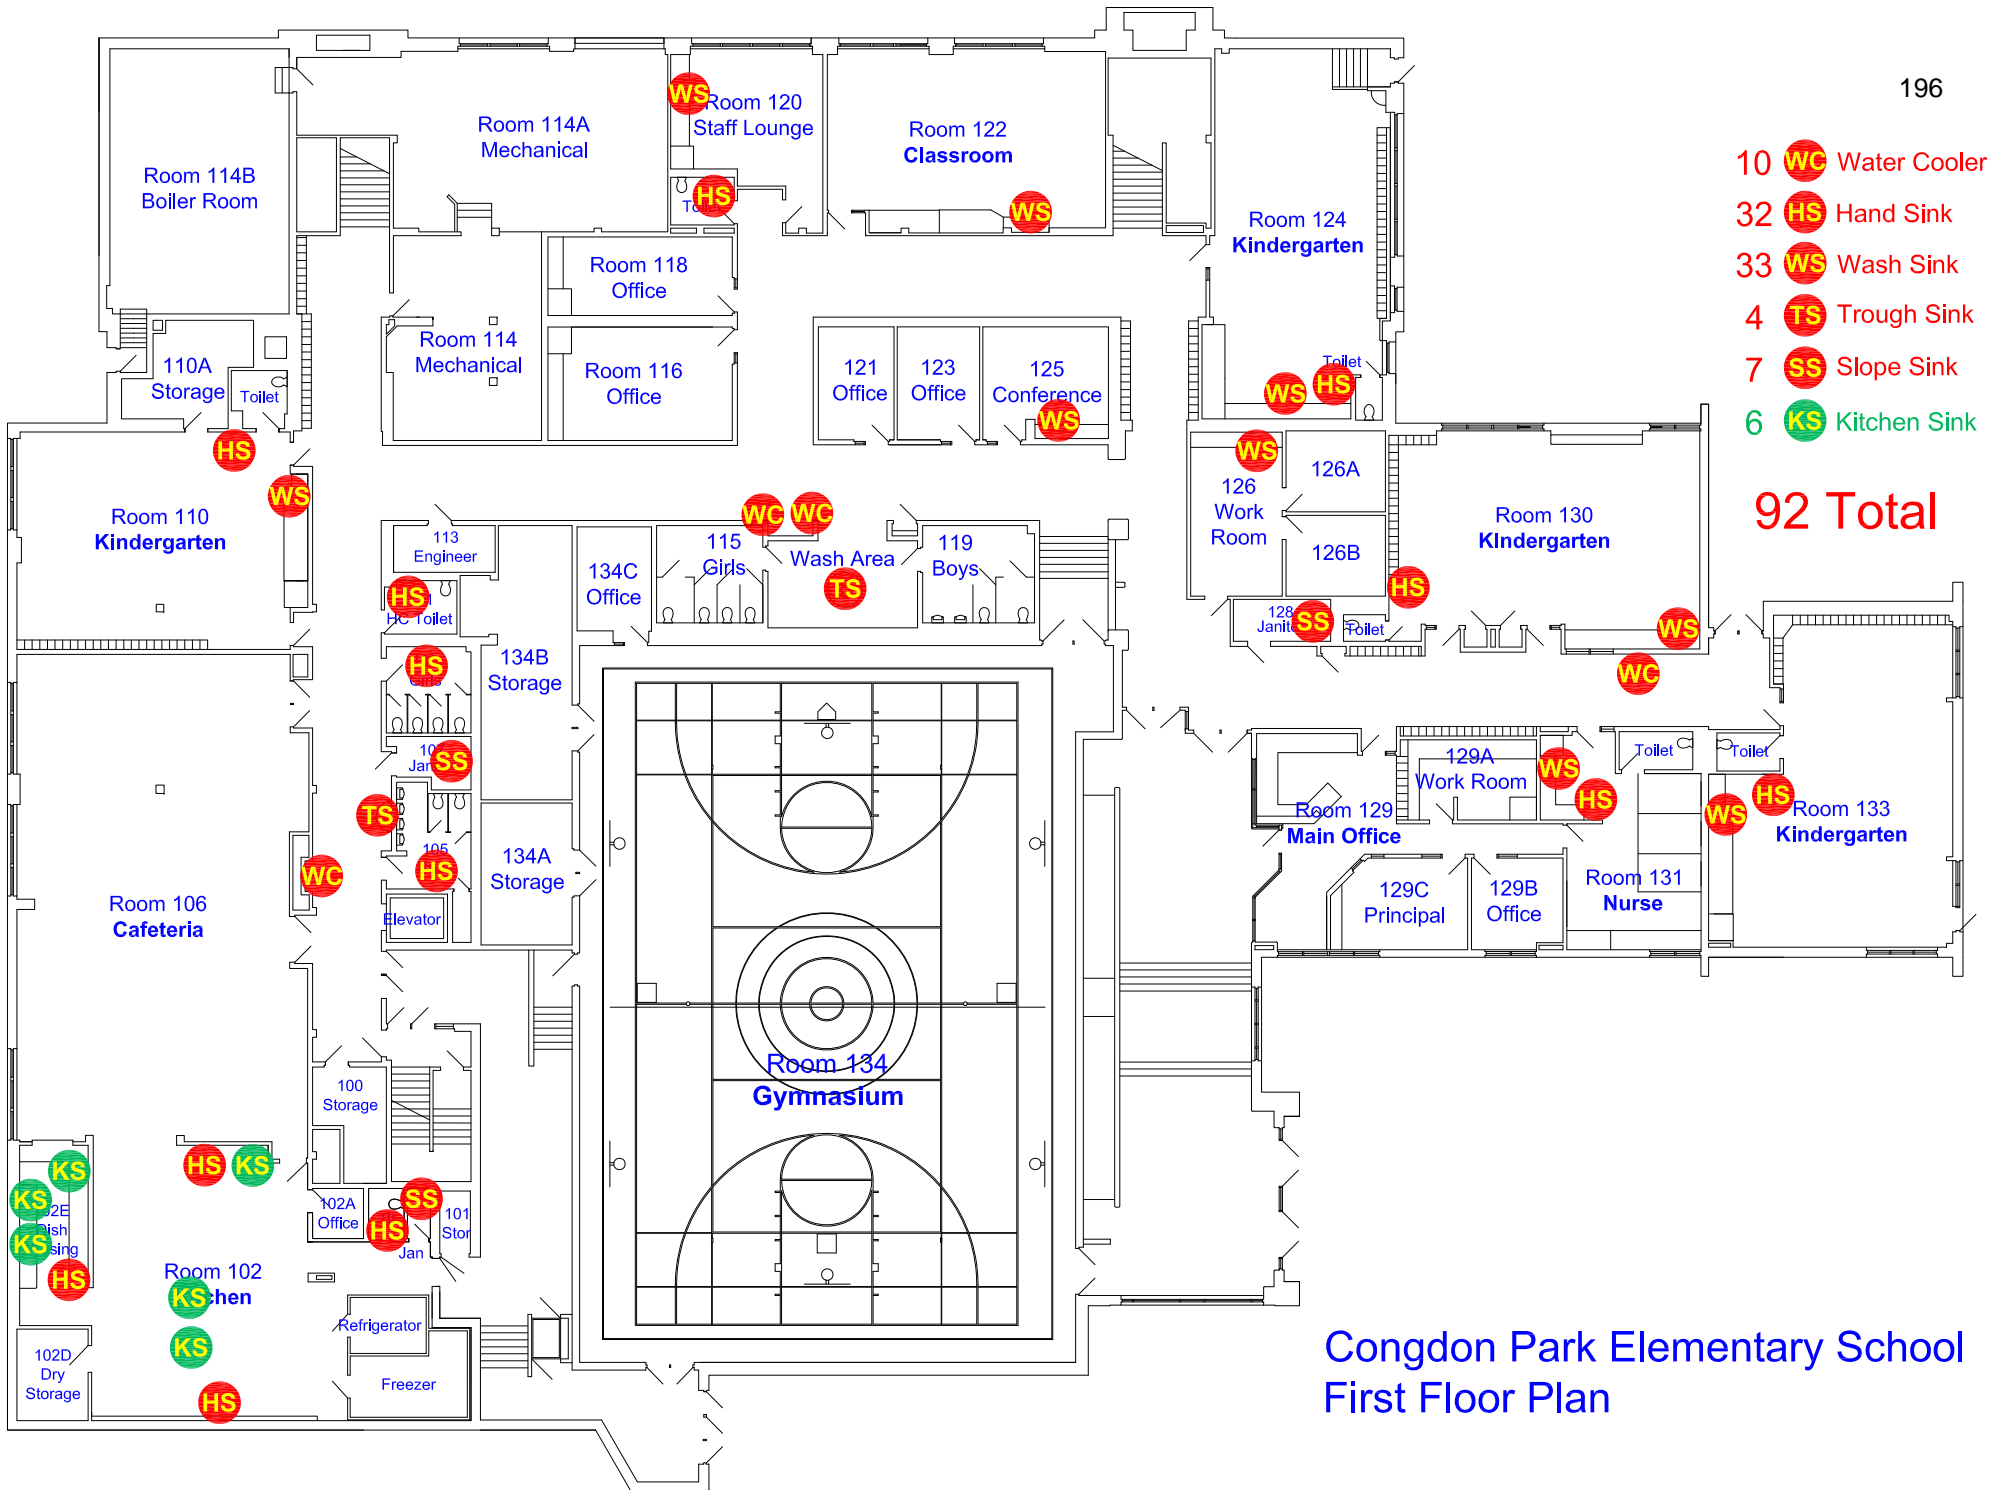 196
10 WC Water Cooler
32 HS Hand Sink
33 WS Wash Sink
4 TS Trough Sink
7 SS Slope Sink
6 KS Kitchen Sink
92 Total
Room 114B
Boiler Room
Room 114A
Mechanical
WS
Room 120
Staff Lounge
HS
Room 122
Classroom
WS
Room 124
Kindergarten
Toilet
WS
HS
Room 118
Office
Room 114
Mechanical
Room 116
Office
121
Office
123
Office
125
Conference
WS
110A
Storage
Toilet
HS
WS
Room 110
Kindergarten
WS
126
Work
Room
126A
126B
Room 130
KIndergarten
HS
WS
WC
128
SS
Toilet
113
Engineer
HS
HC Toilet
134C
Office
115
Girls
WC
WC
Wash Area
TS
119
Boys
134B
Storage
HS
SS
TS
105
HS
WC
Elevator
134A
Storage
Room 106
Cafeteria
Room 129
Main Office
129A
Work Room
WS
HS
Toilet
Toilet
WS
HS
Room 133
Kindergarten
129C
Principal
129B
Office
Room 131
Nurse
Room 134
Gymnasium
100
Storage
HS
KS
KS
KS
KS
HS
102A
Office
SS
HS
Jan
101
Stor
Room 102
KS
KS
HS
Refrigerator
Freezer
102D
Dry
Storage
Congdon Park Elementary School
First Floor Plan